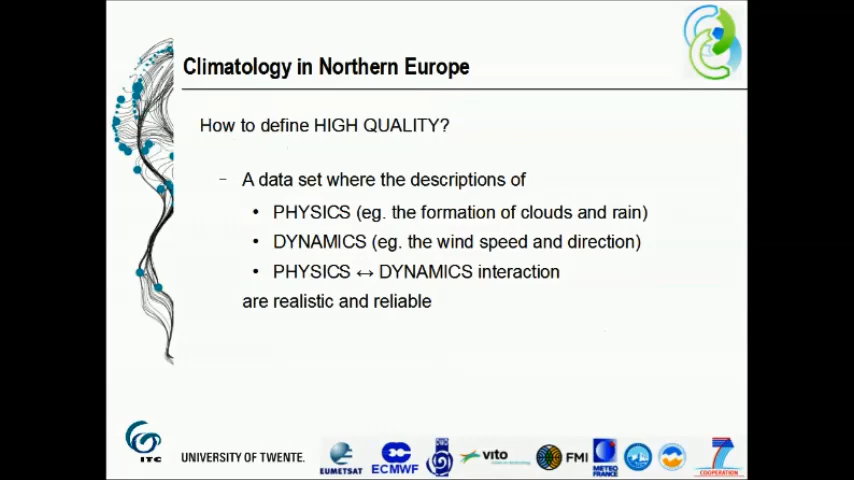 Climatology in Northern Europe
How to define HIGH QUALITY?
– A data set where the descriptions of
• PHYSICS (eg. the formation of clouds and rain)
• DYNAMICS (eg. the wind speed and direction)
• PHYSICS ↔ DYNAMICS interaction
are realistic and reliable
ITC
UNIVERSITY OF TWENTE.
EUMETSAT
ECMWF
vito
FMI
METEO FRANCE
7
COOPERATION